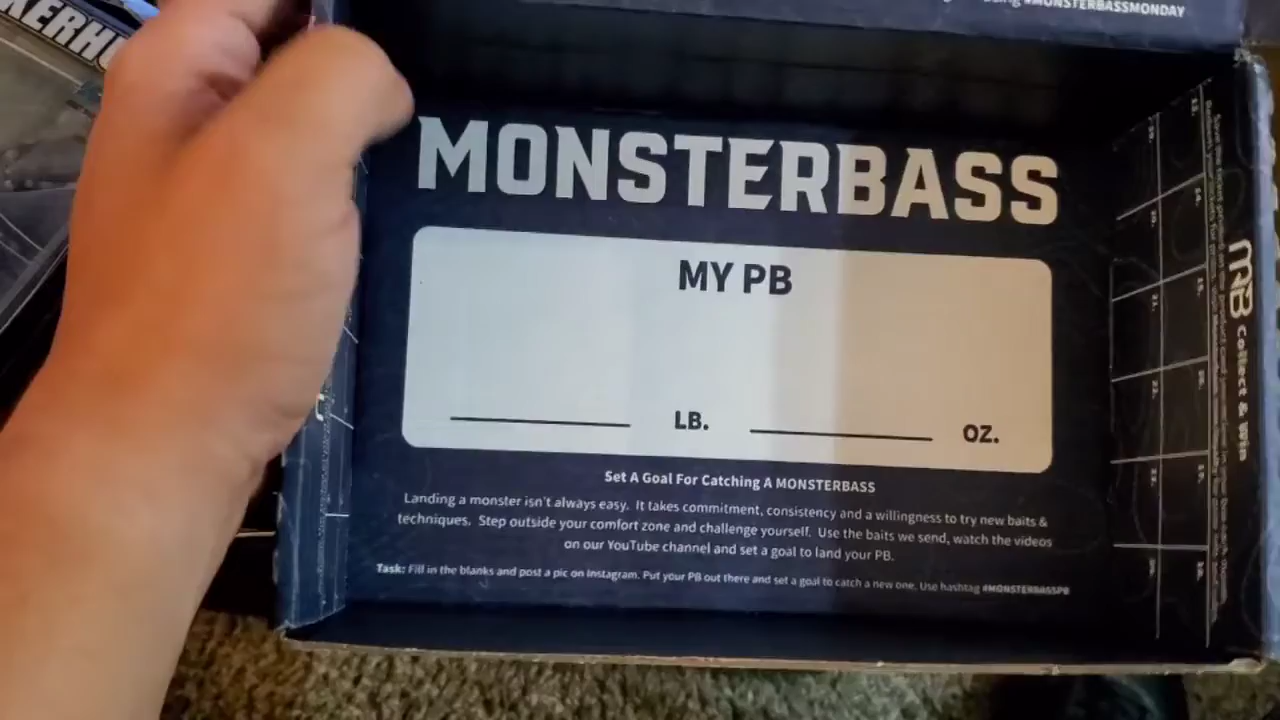 #MONSTERBASSMONDAY
MONSTERBASS
MY PB
LB. OZ.
Set A Goal For Catching A MONSTERBASS
Landing a monster isn't always easy. It takes commitment, consistency and a willingness to try new baits &
techniques. Step outside your comfort zone and challenge yourself. Use the baits we send, watch the videos
on our YouTube channel and set a goal to land your PB.
Task: Fill in the blanks and post a pic on Instagram. Put your PB out there and set a goal to catch a new one. Use hashtag #MONSTERBASSPB
MB Collect & Win